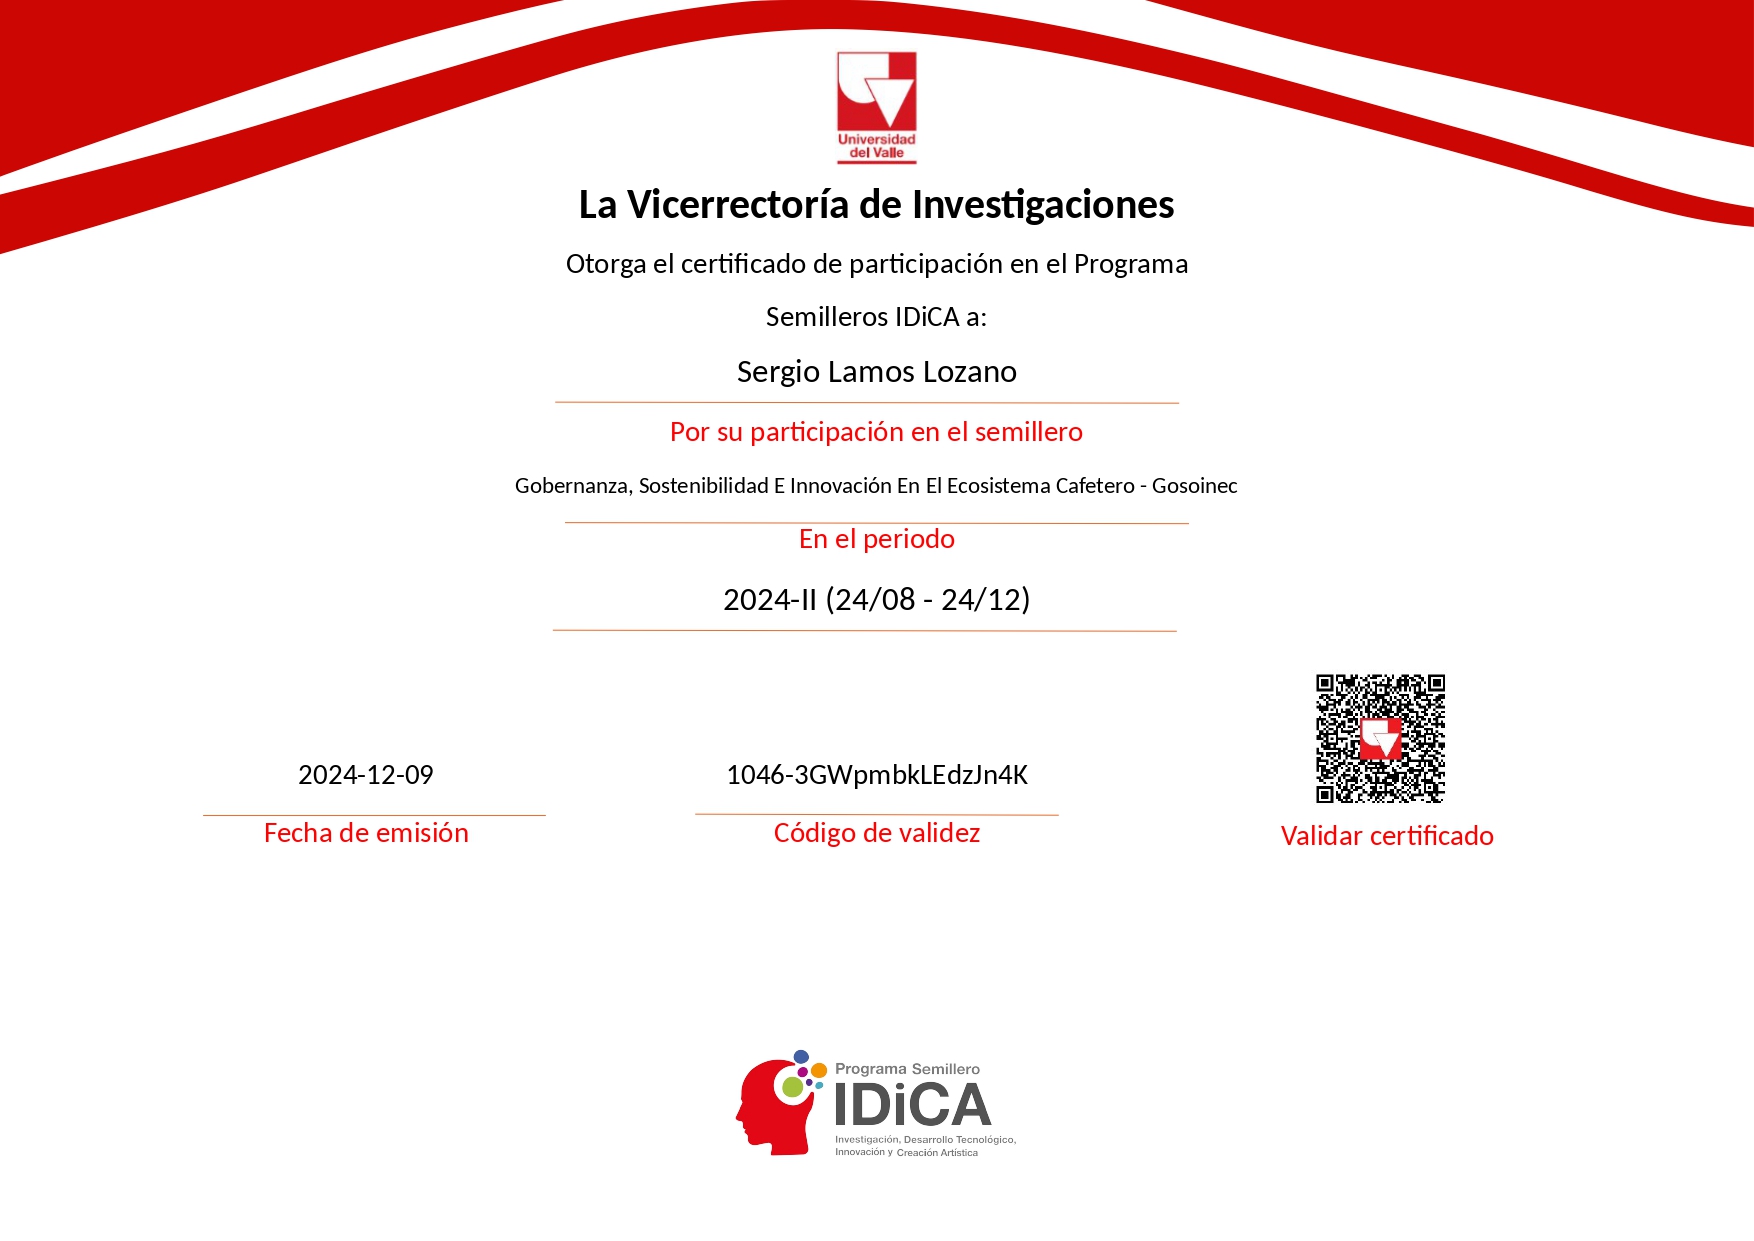 Universidad
del Valle
La Vicerrectoría de Investigaciones
Otorga el certificado de participación en el Programa
Semilleros IDiCA a:
Sergio Lamos Lozano
Por su participación en el semillero
Gobernanza, Sostenibilidad E Innovación En El Ecosistema Cafetero - Gosoinec
En el periodo
2024-II (24/08 - 24/12)
2024-12-09
Fecha de emisión
1046-3GWpmbkLEdzJn4K
Código de validez
Validar certificado
Programa Semillero
IDiCA
Investigación, Desarrollo Tecnológico,
Innovación y Creación Artística